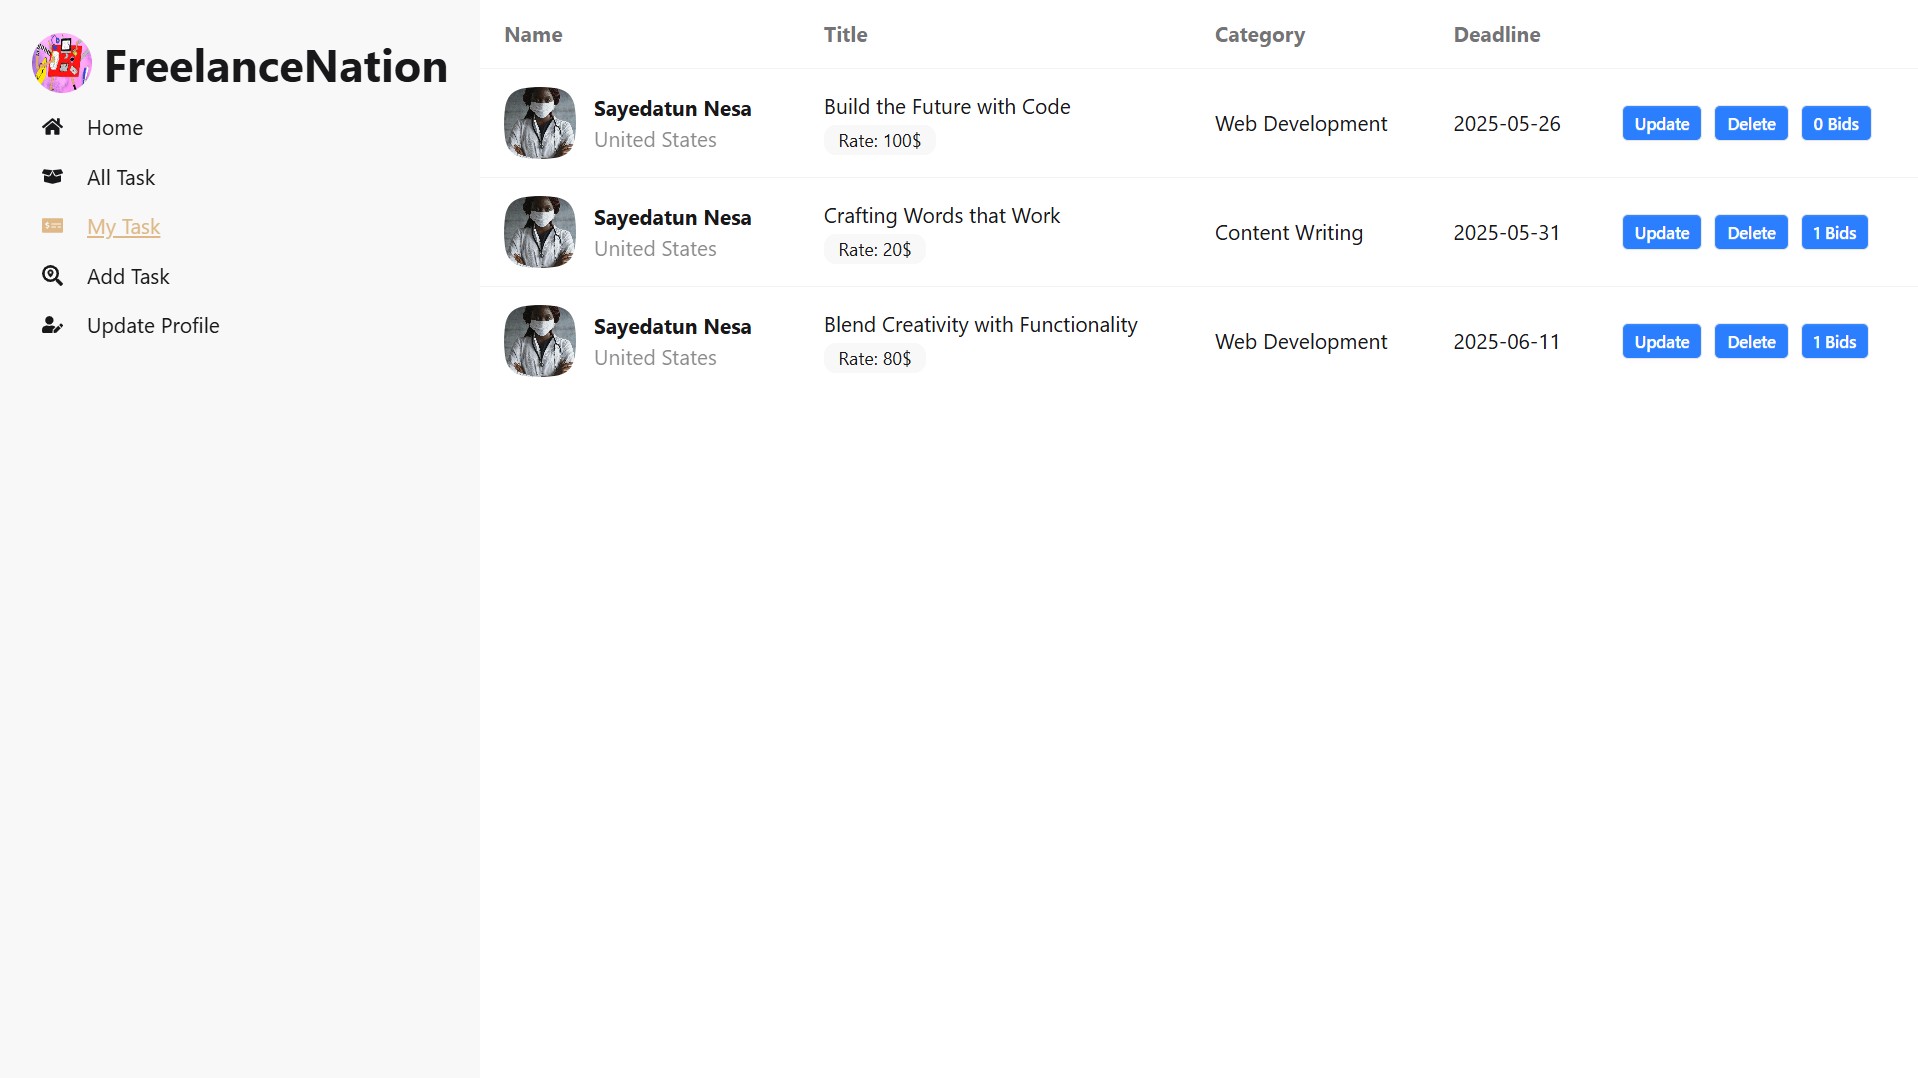 FreelanceNation
Home
All Task
My Task
Add Task
Update Profile
Name Title Category Deadline
Sayedatun Nesa
United States
Build the Future with Code
Rate: 100$
Web Development
2025-05-26
Update Delete 0 Bids
Sayedatun Nesa
United States
Crafting Words that Work
Rate: 20$
Content Writing
2025-05-31
Update Delete 1 Bids
Sayedatun Nesa
United States
Blend Creativity with Functionality
Rate: 80$
Web Development
2025-06-11
Update Delete 1 Bids